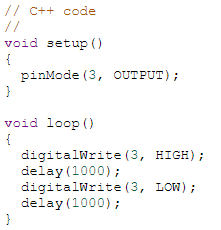 // C++ code
//
void setup()
{
  pinMode(3, OUTPUT);
}

void loop()
{
  digitalWrite(3, HIGH);
  delay(1000);
  digitalWrite(3, LOW);
  delay(1000);
}